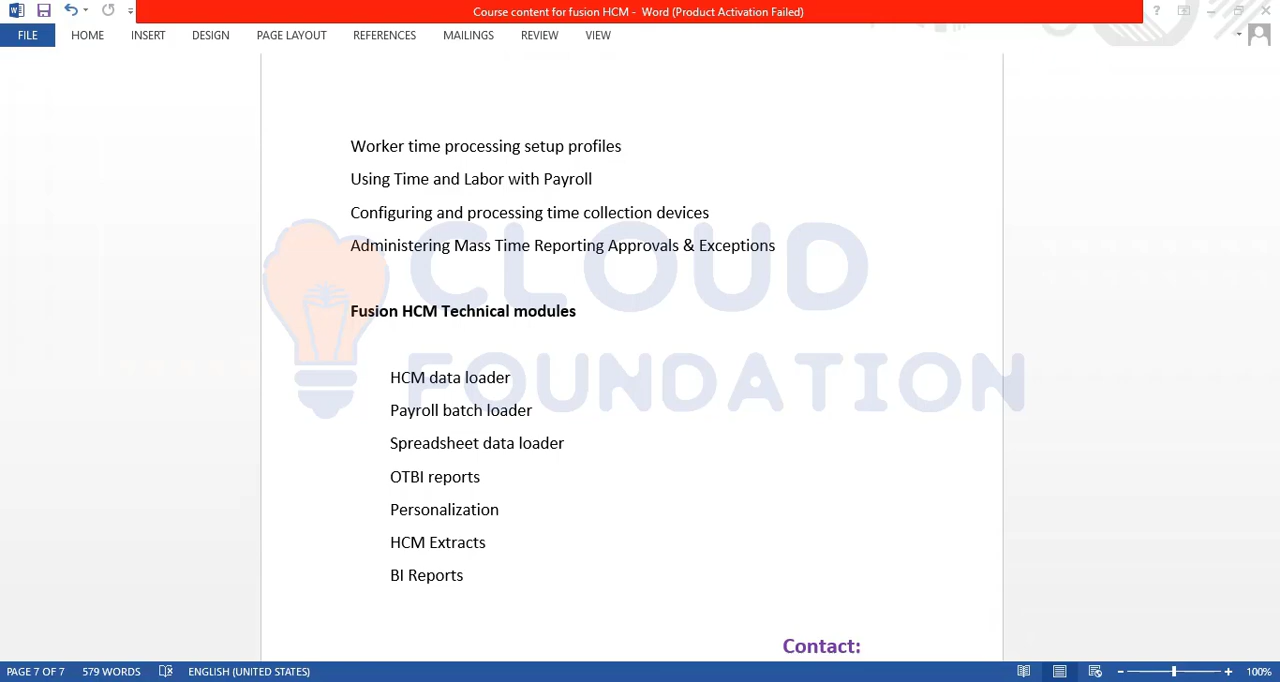 Course content for fusion HCM - Word (Product Activation Failed)
?
FILE HOME INSERT DESIGN PAGE LAYOUT REFERENCES MAILINGS REVIEW VIEW
Worker time processing setup profiles
Using Time and Labor with Payroll
Configuring and processing time collection devices
Administering Mass Time Reporting Approvals & Exceptions
CLOUD
FOUNDATION
Fusion HCM Technical modules
HCM data loader
Payroll batch loader
Spreadsheet data loader
OTBI reports
Personalization
HCM Extracts
BI Reports
Contact:
PAGE 7 OF 7 579 WORDS ENGLISH (UNITED STATES) 100%